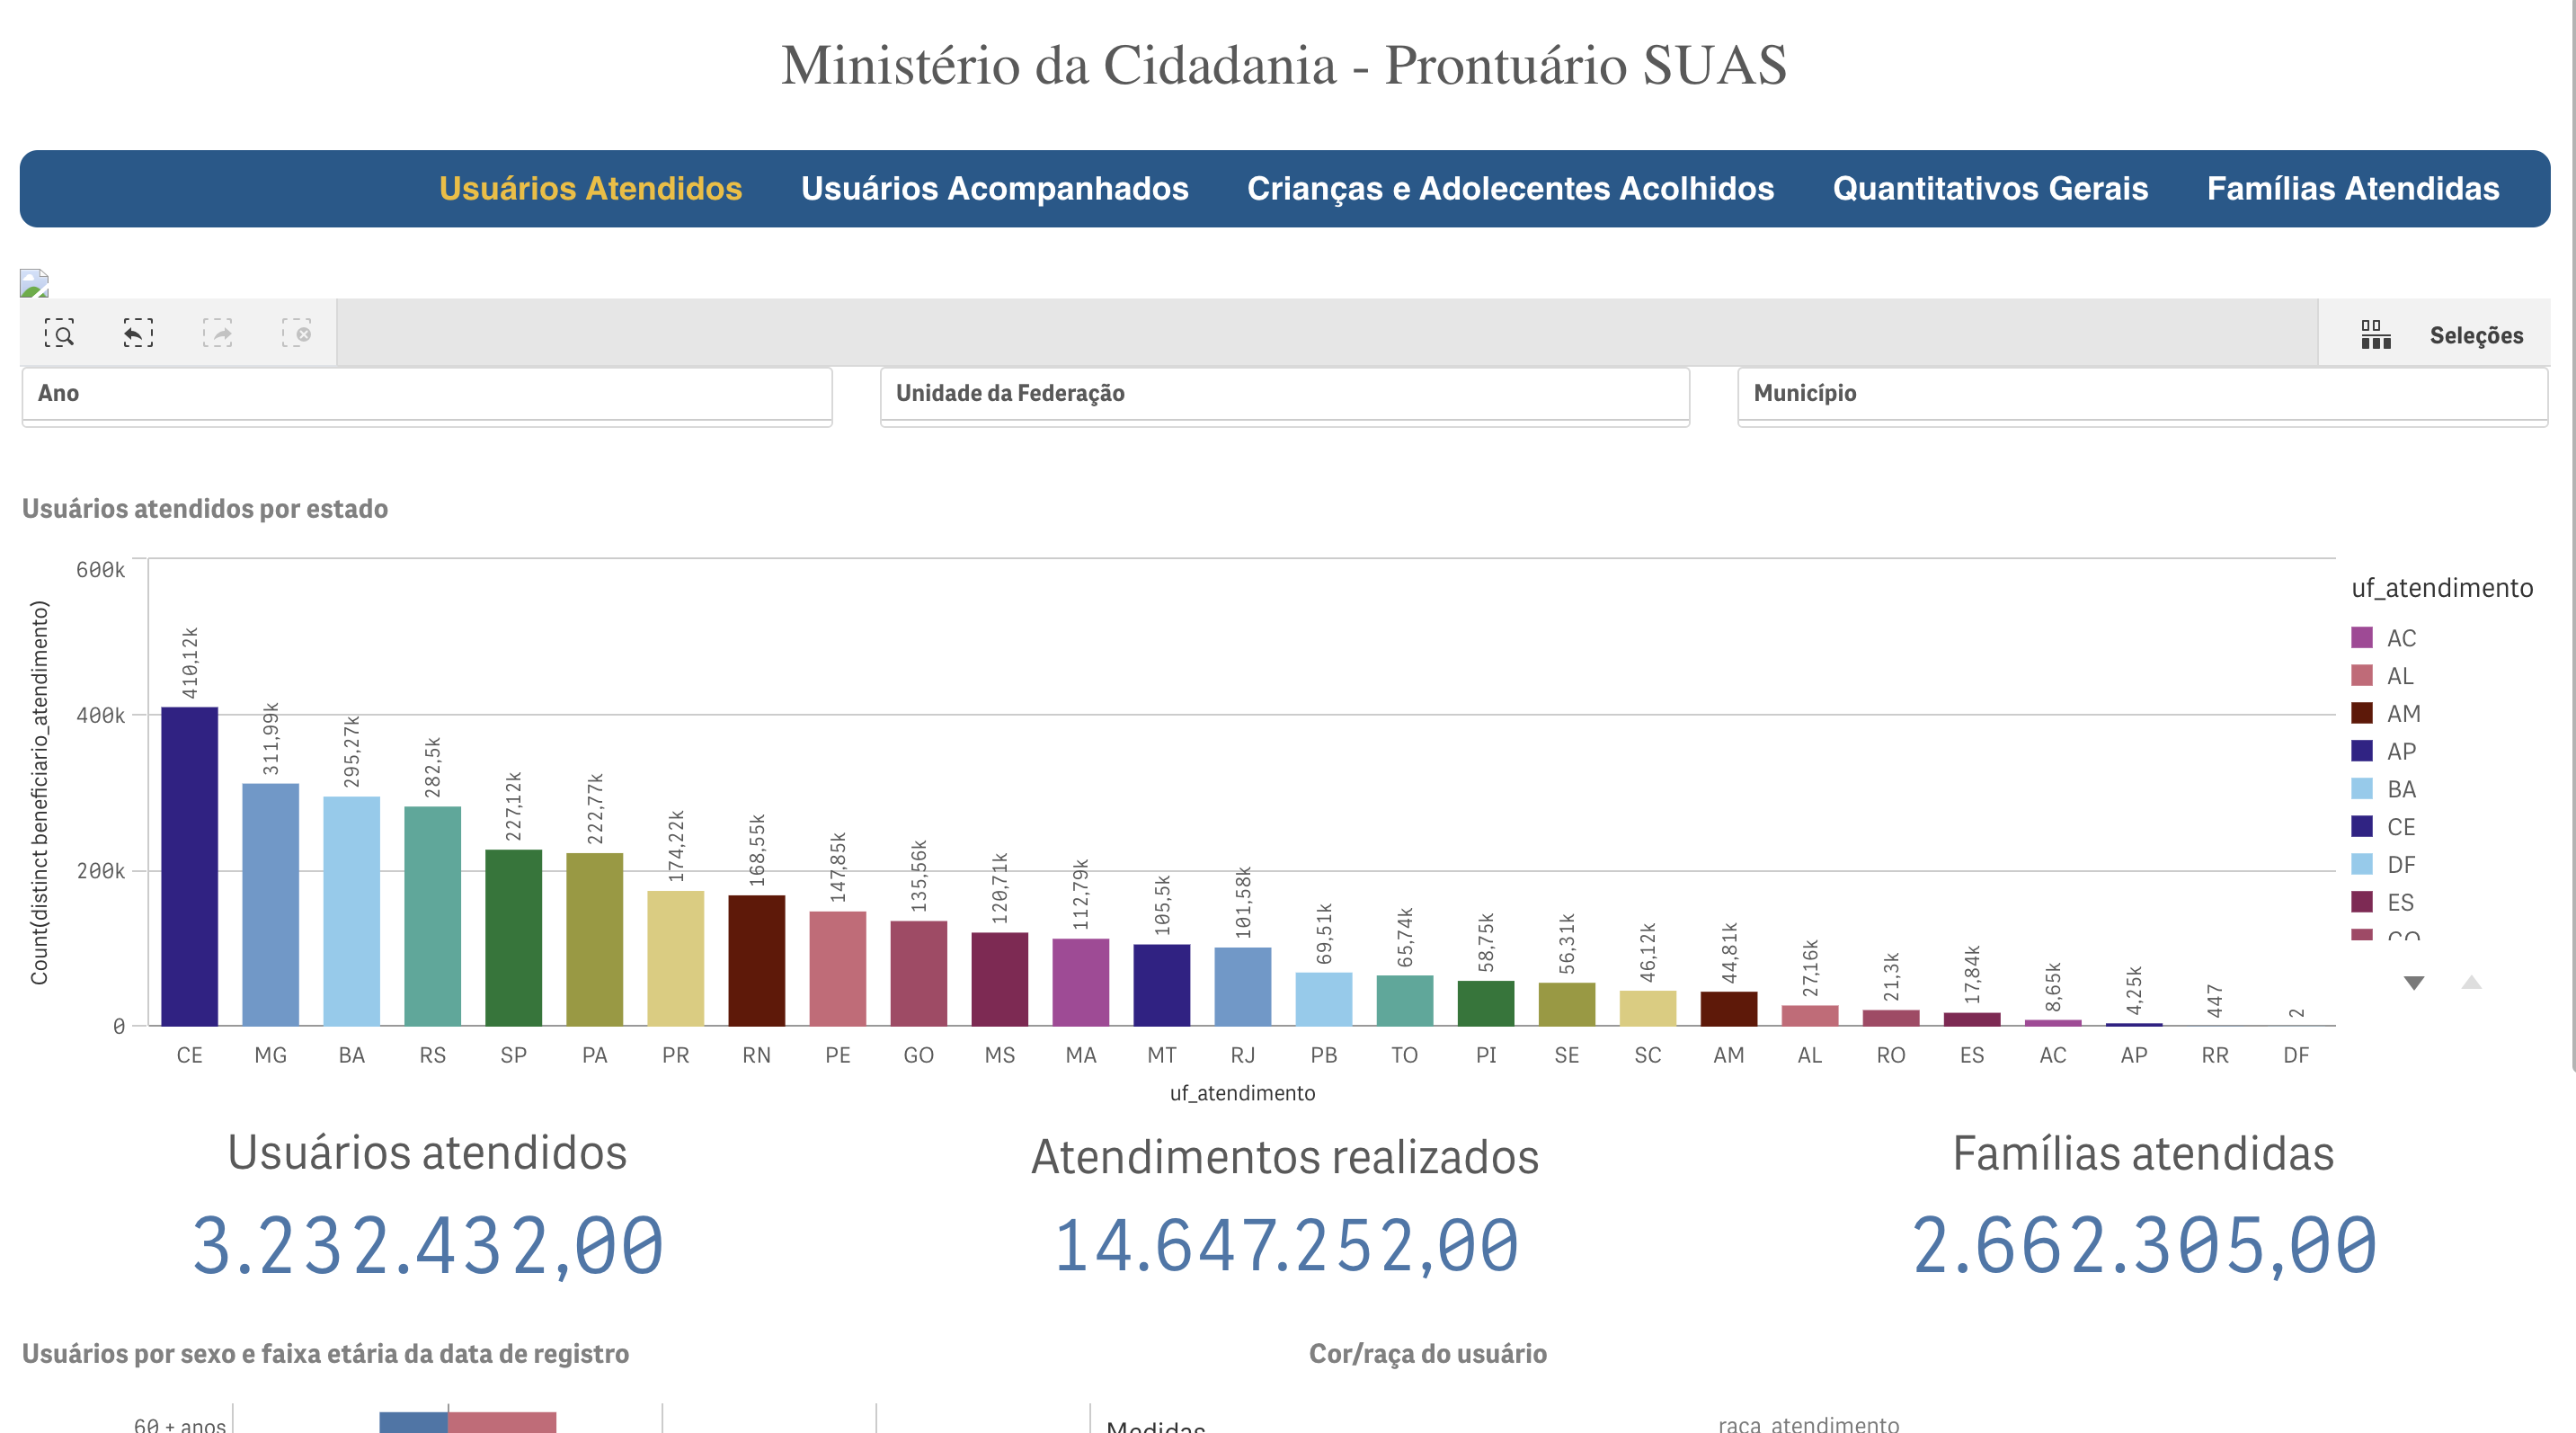 Ministério da Cidadania - Prontuário SUAS
Usuários Atendidos Usuários Acompanhados Crianças e Adolecentes Acolhidos Quantitativos Gerais Famílias Atendidas
Seleções
Ano Unidade da Federação Município
Usuários atendidos por estado
Count(distinct beneficiario_atendimento)
600k
400k
200k
0
410,12k 311,99k 295,27k 282,5k 227,12k 222,77k 174,22k 168,55k 147,85k 135,56k 120,71k 112,79k 105,5k 101,58k 69,51k 65,74k 58,75k 56,31k 46,12k 44,81k 27,16k 21,3k 17,84k 8,65k 4,25k 447 2
CE MG BA RS SP PA PR RN PE GO MS MA MT RJ PB TO PI SE SC AM AL RO ES AC AP RR DF
uf_atendimento
uf_atendimento
AC
AL
AM
AP
BA
CE
DF
ES
GO
Usuários atendidos Atendimentos realizados Famílias atendidas
3.232.432,00 14.647.252,00 2.662.305,00
Usuários por sexo e faixa etária da data de registro Cor/raça do usuário
60 + anos Medidas raca_atendimento